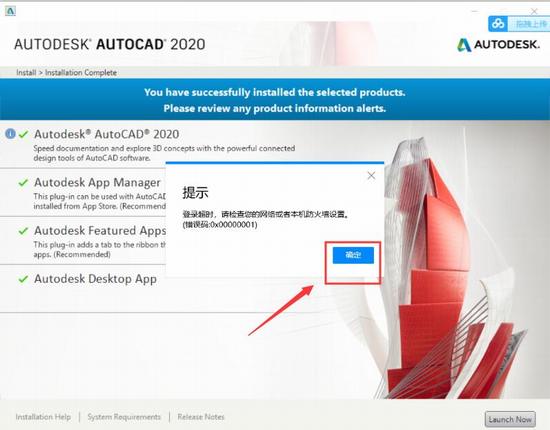 拖拽上传
AUTODESK® AUTOCAD® 2020
AUTODESK.
Install > Installation Complete
You have successfully installed the selected products.
Please review any product information alerts.
Autodesk® AutoCAD® 2020
Speed documentation and explore 3D concepts with the powerful connected
design tools of AutoCAD software.
Autodesk App Manager
This plug-in can be used with AutoCAD
installed from App Store. (Recommended
Autodesk Featured Apps
This plug-in adds a tab to the ribbon th
apps. (Recommended)
Autodesk Desktop App
提示
登录超时，请检查您的网络或者本机防火墙设置。
(错误码:0x00000001)
确定
Installation Help | System Requirements | Release Notes
Launch Now